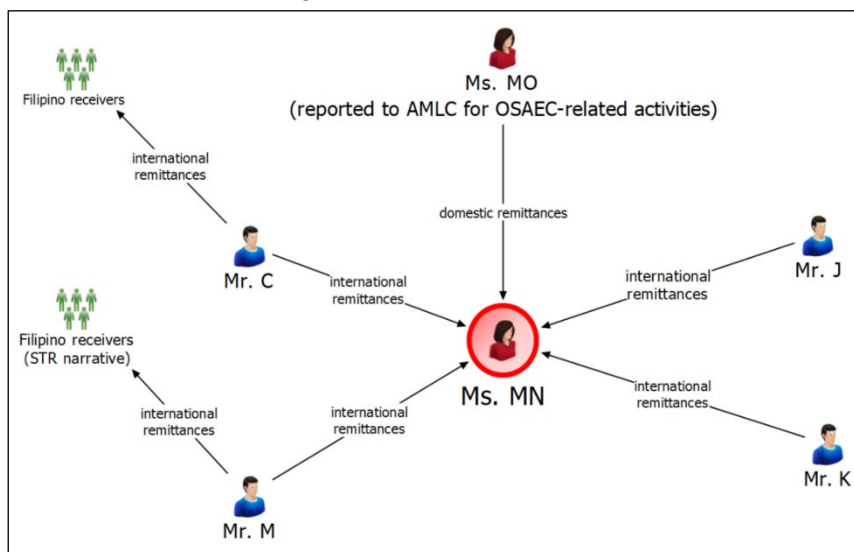 Ms. MO
(reported to AMLC for OSAEC-related activities)
Filipino receivers
international
remittances
domestic remittances
Mr. C
international
remittances
international
remittances
Mr. J
Filipino receivers
(STR narrative)
Ms. MN
international
remittances
international
remittances
international
remittances
Mr. M
Mr. K